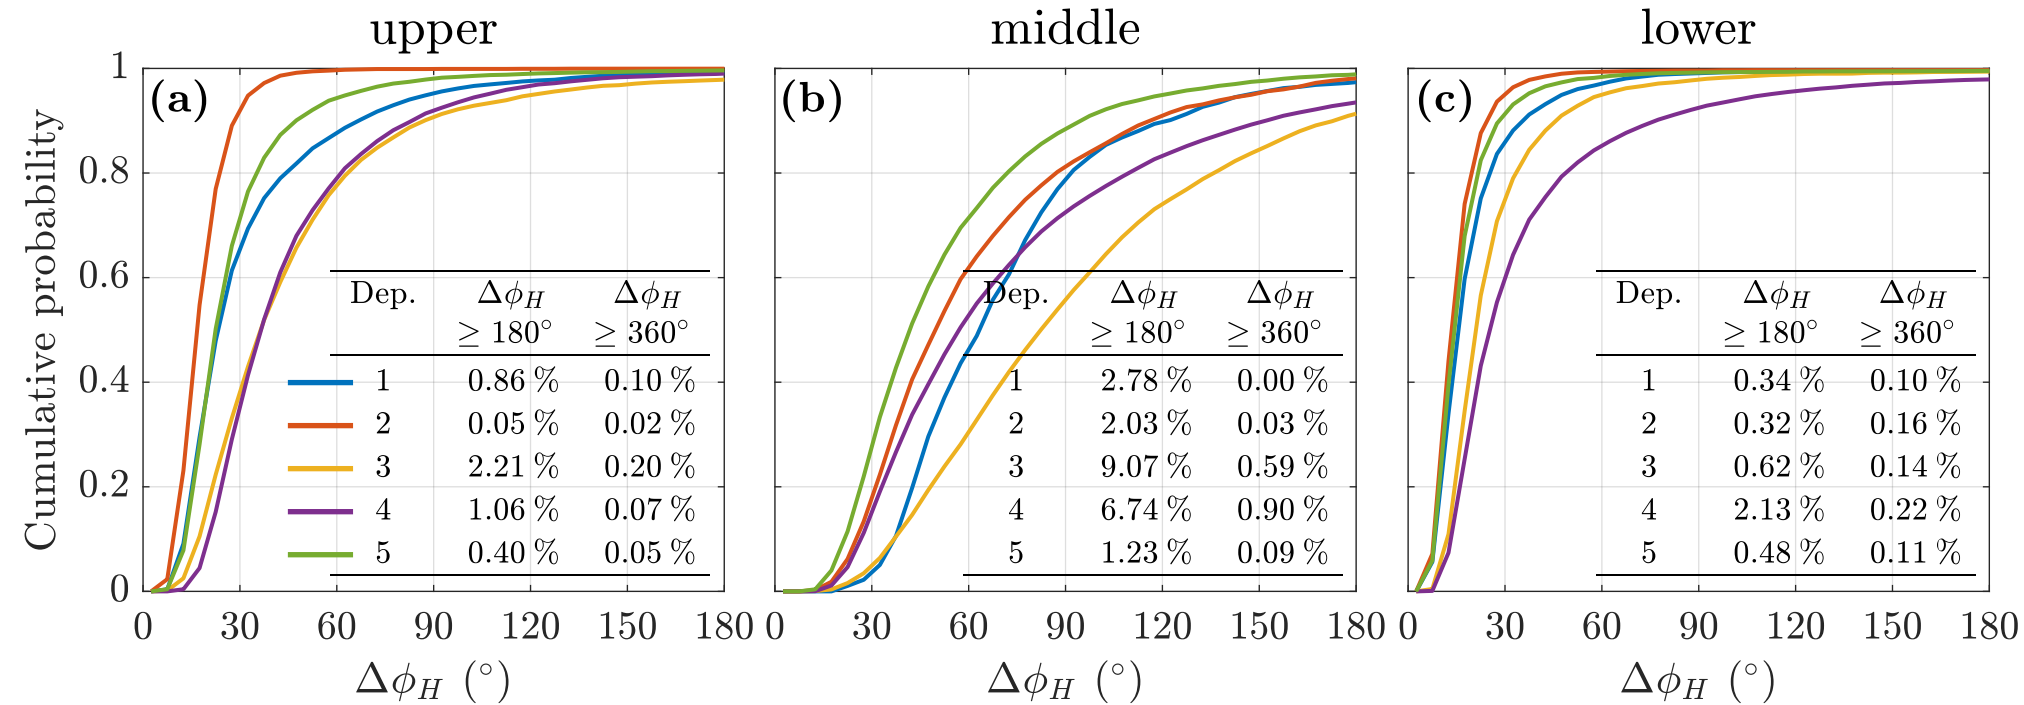 upper
middle
lower
Cumulative probability
1
0.8
0.6
0.4
0.2
0
(a)
Dep. Δϕ_H Δϕ_H
≥ 180° ≥ 360°
1 0.86 % 0.10 %
2 0.05 % 0.02 %
3 2.21 % 0.20 %
4 1.06 % 0.07 %
5 0.40 % 0.05 %
0 30 60 90 120 150 180
Δϕ_H (°)
(b)
Dep. Δϕ_H Δϕ_H
≥ 180° ≥ 360°
1 2.78 % 0.00 %
2 2.03 % 0.03 %
3 9.07 % 0.59 %
4 6.74 % 0.90 %
5 1.23 % 0.09 %
0 30 60 90 120 150 180
Δϕ_H (°)
(c)
Dep. Δϕ_H Δϕ_H
≥ 180° ≥ 360°
1 0.34 % 0.10 %
2 0.32 % 0.16 %
3 0.62 % 0.14 %
4 2.13 % 0.22 %
5 0.48 % 0.11 %
0 30 60 90 120 150 180
Δϕ_H (°)